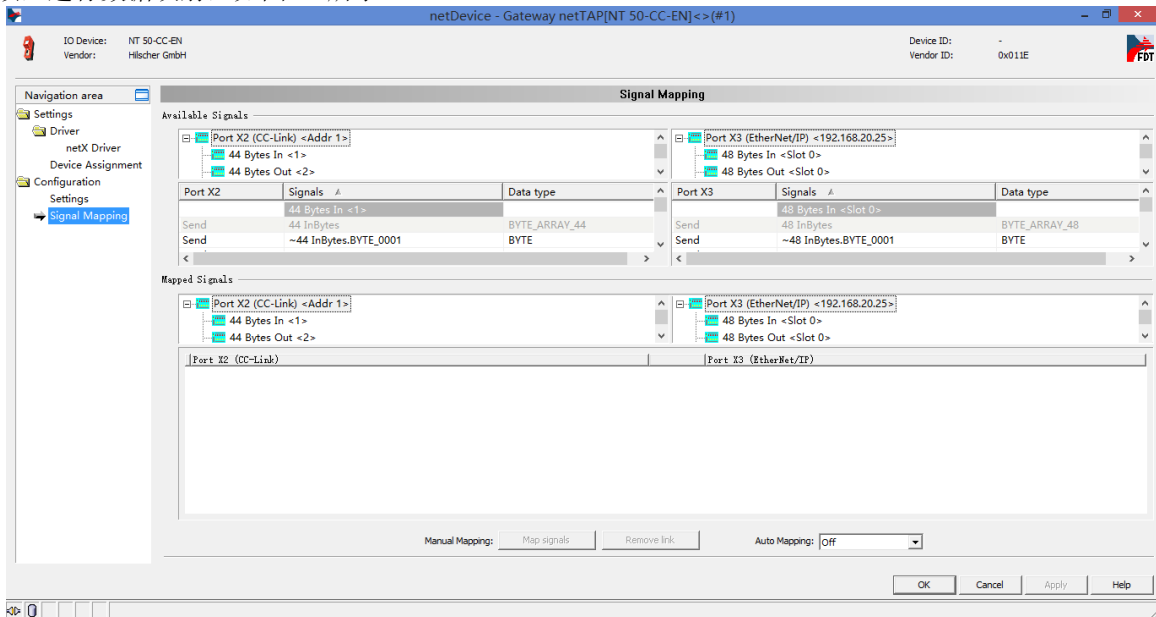 netDevice - Gateway netTAP[NT 50-CC-EN]<>(#1)
IO Device: NT 50-CC-EN
Vendor: Hilscher GmbH
Device ID: -
Vendor ID: 0x011E
FDT
Navigation area
Settings
Driver
netX Driver
Device Assignment
Configuration
Settings
Signal Mapping
Signal Mapping
Available Signals
Port X2 (CC-Link) <Addr 1>
44 Bytes In <1>
44 Bytes Out <2>
Port X3 (EtherNet/IP) <192.168.20.25>
48 Bytes In <Slot 0>
48 Bytes Out <Slot 0>
Port X2 Signals Data type
44 Bytes In <1>
Send 44 InBytes BYTE_ARRAY_44
Send ~44 InBytes.BYTE_0001 BYTE
Port X3 Signals Data type
48 Bytes In <Slot 0>
Send 48 InBytes BYTE_ARRAY_48
Send ~48 InBytes.BYTE_0001 BYTE
Mapped Signals
Port X2 (CC-Link) <Addr 1>
44 Bytes In <1>
44 Bytes Out <2>
Port X3 (EtherNet/IP) <192.168.20.25>
48 Bytes In <Slot 0>
48 Bytes Out <Slot 0>
Port X2 (CC-Link) Port X3 (EtherNet/IP)
Manual Mapping: Map signals Remove link Auto Mapping: Off
OK Cancel Apply Help